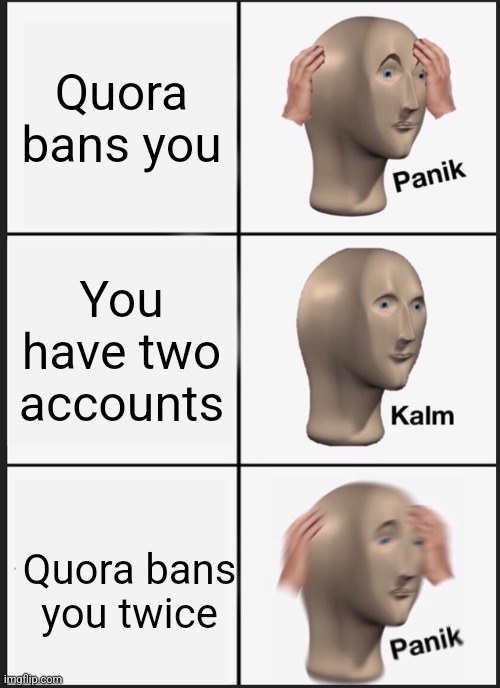 Quora
bans you
Panik
You
have two
accounts
Kalm
Quora bans
you twice
Panik
imgflip.com